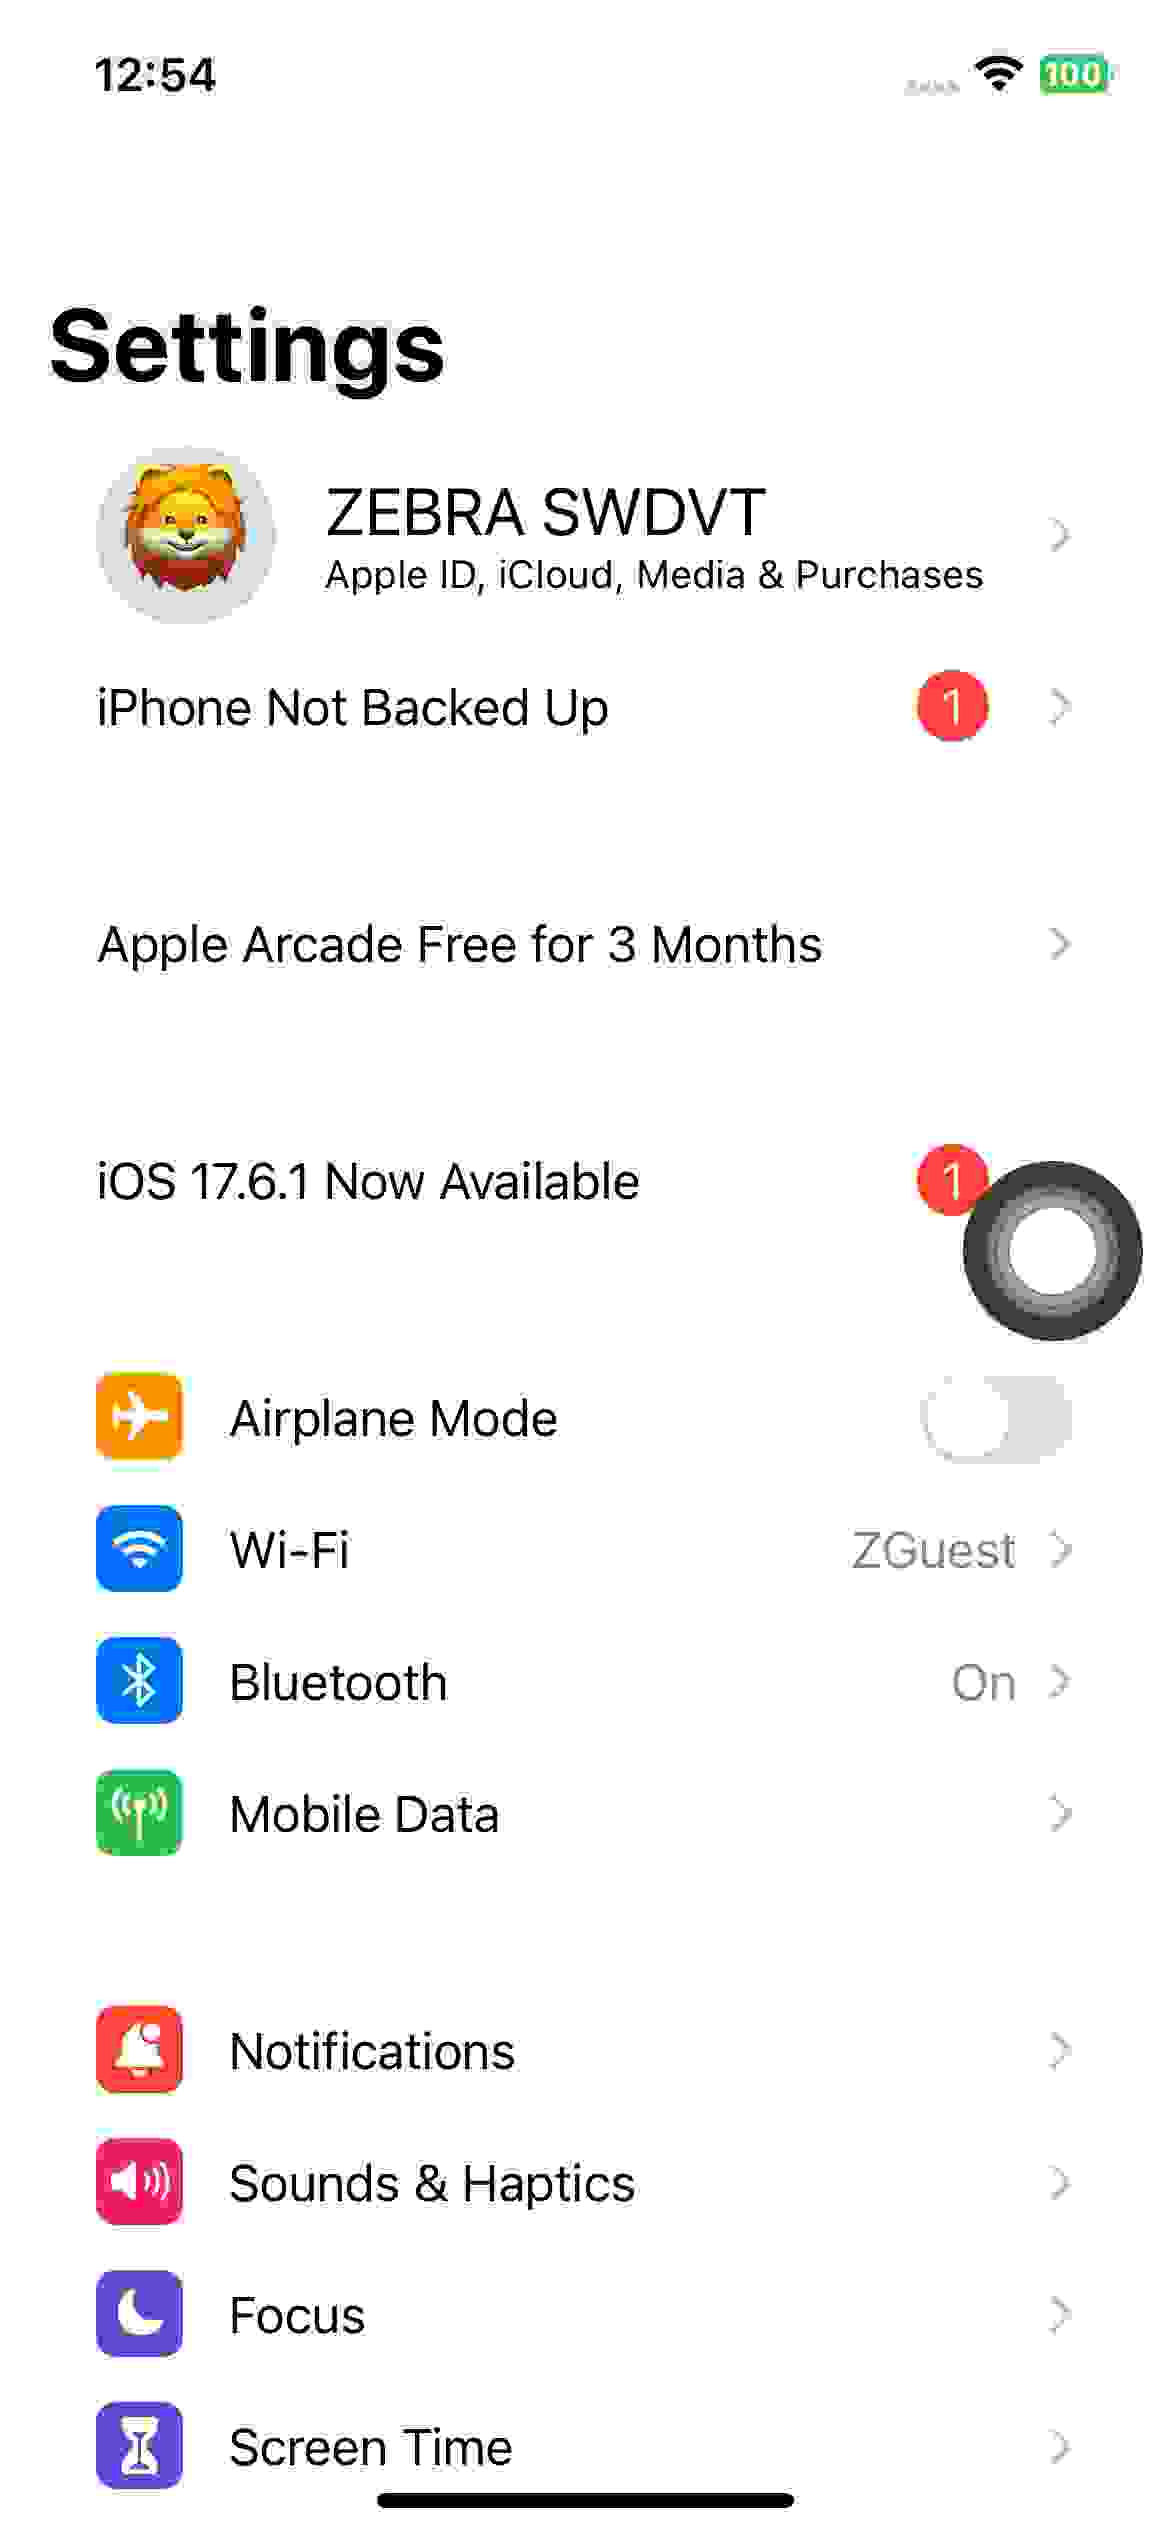 12:54
100
Settings
ZEBRA SWDVT
Apple ID, iCloud, Media & Purchases
iPhone Not Backed Up 1
Apple Arcade Free for 3 Months
iOS 17.6.1 Now Available 1
Airplane Mode
Wi-Fi ZGuest
Bluetooth On
Mobile Data
Notifications
Sounds & Haptics
Focus
Screen Time